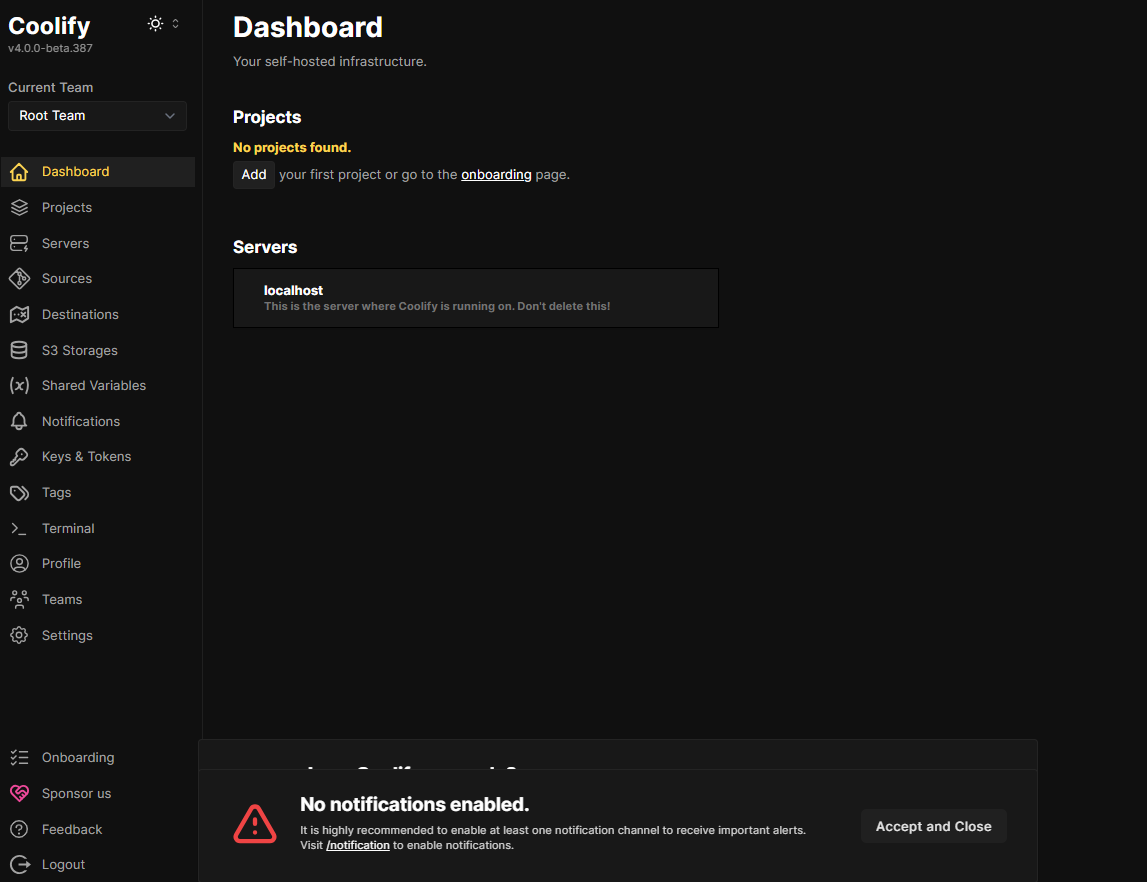 Coolify
v4.0.0-beta.387
Current Team
Root Team
Dashboard
Projects
Servers
Sources
Destinations
S3 Storages
Shared Variables
Notifications
Keys & Tokens
Tags
Terminal
Profile
Teams
Settings
Onboarding
Sponsor us
Feedback
Logout
Dashboard
Your self-hosted infrastructure.
Projects
No projects found.
Add your first project or go to the onboarding page.
Servers
localhost
This is the server where Coolify is running on. Don't delete this!
No notifications enabled.
It is highly recommended to enable at least one notification channel to receive important alerts.
Visit /notification to enable notifications.
Accept and Close